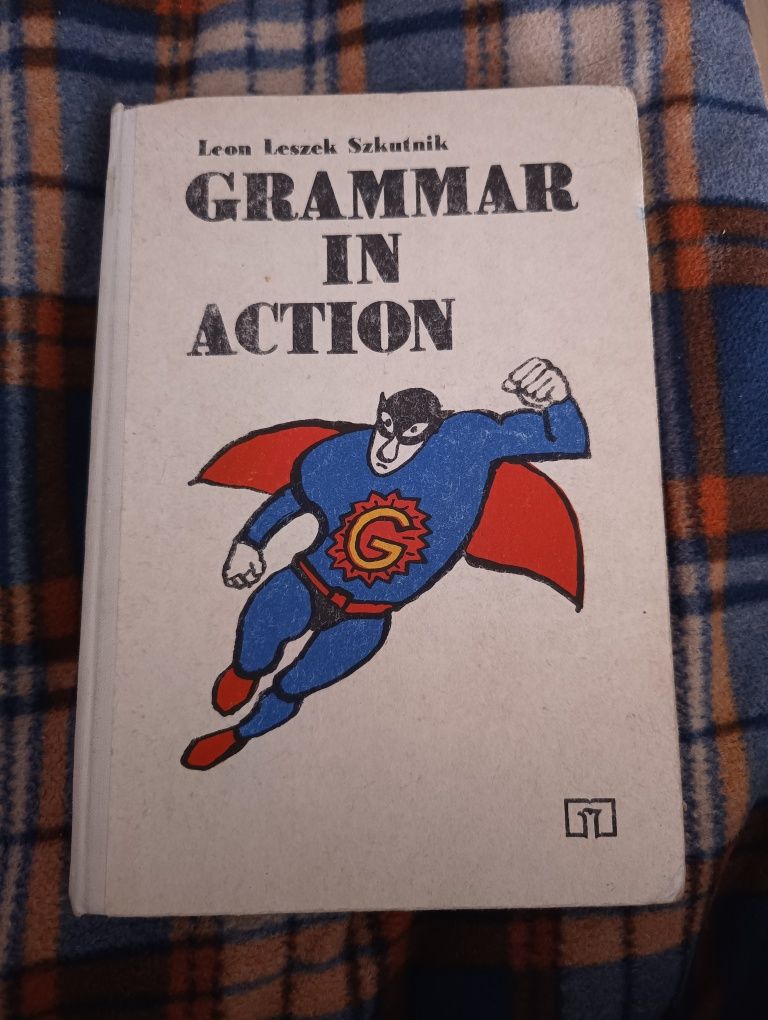 Leon Leszek Szkutnik
GRAMMAR
IN
ACTION
G